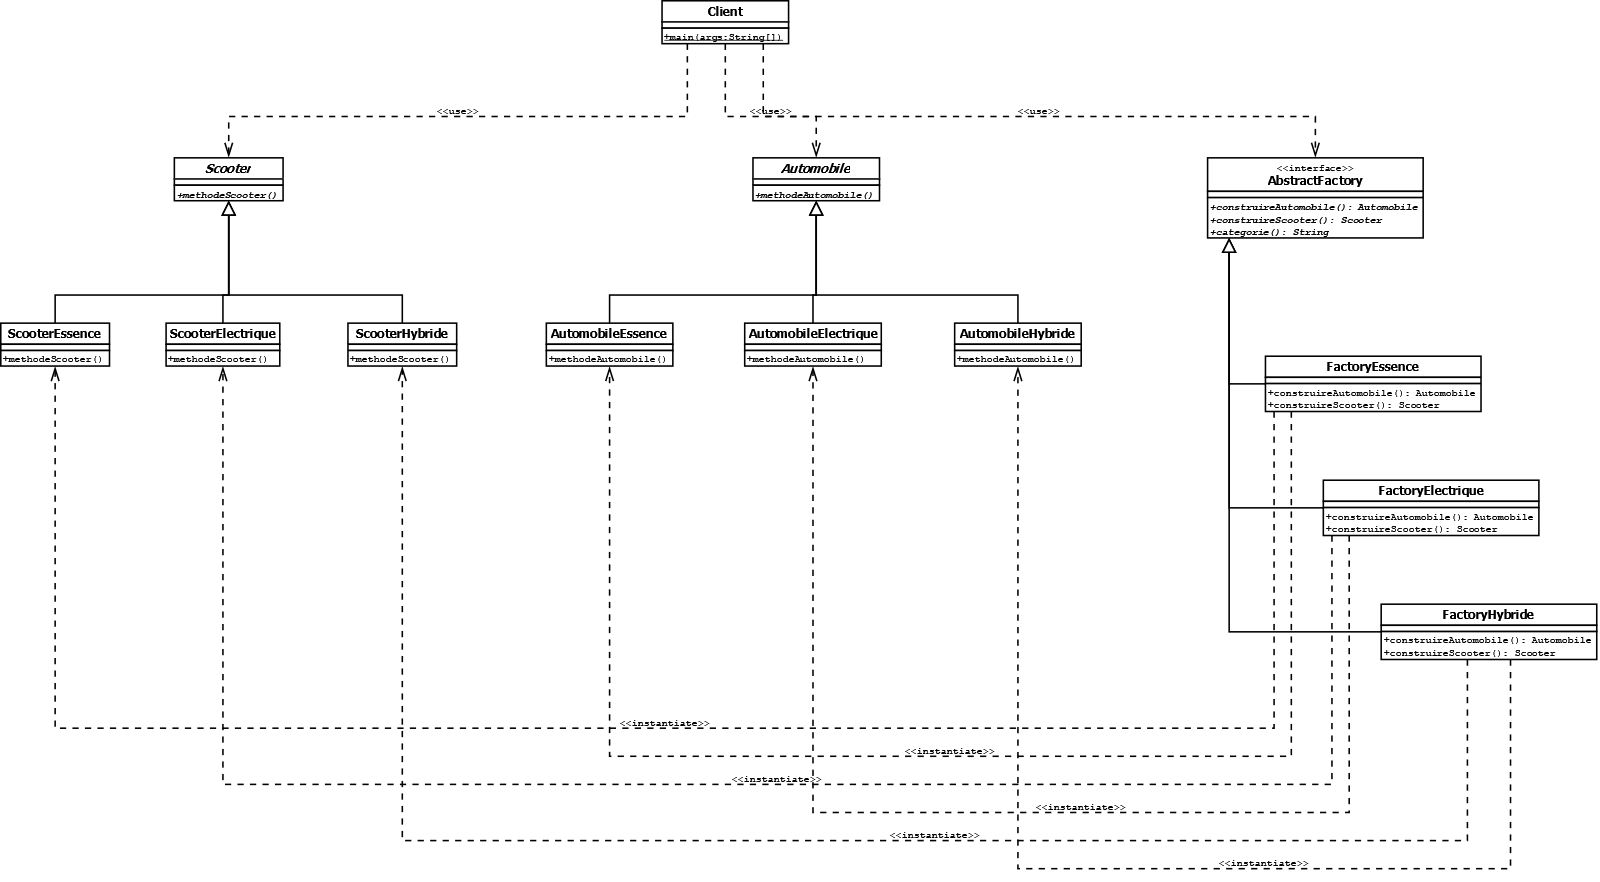 Client
+main(args:String[])
<<use>>
<<use>>
<<use>>
Scooter
+methodeScooter()
Automobile
+methodeAutomobile()
<<interface>>
AbstractFactory
+construireAutomobile(): Automobile
+construireScooter(): Scooter
+categorie(): String
ScooterEssence
+methodeScooter()
ScooterElectrique
+methodeScooter()
ScooterHybride
+methodeScooter()
AutomobileEssence
+methodeAutomobile()
AutomobileElectrique
+methodeAutomobile()
AutomobileHybride
+methodeAutomobile()
FactoryEssence
+construireAutomobile(): Automobile
+construireScooter(): Scooter
FactoryElectrique
+construireAutomobile(): Automobile
+construireScooter(): Scooter
FactoryHybride
+construireAutomobile(): Automobile
+construireScooter(): Scooter
<<instantiate>>
<<instantiate>>
<<instantiate>>
<<instantiate>>
<<instantiate>>
<<instantiate>>